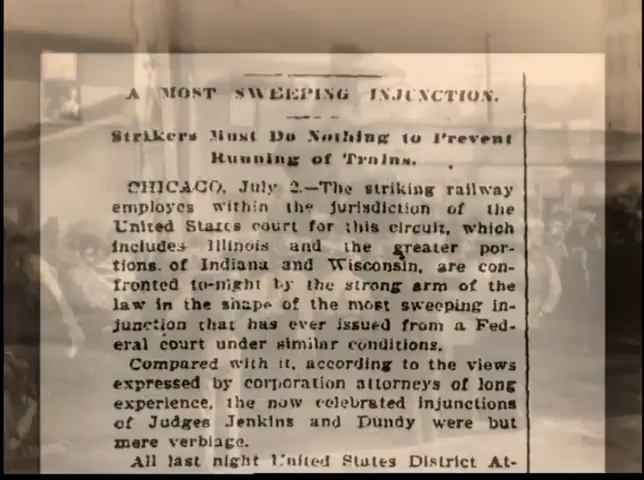 A MOST SWEEPING INJUNCTION.
Strikers Must Do Nothing to Prevent
Running of Trains.
CHICAGO, July 2.—The striking railway
employes within the jurisdiction of the
United States court for this circuit, which
includes Illinois and the greater por-
tions of Indiana and Wisconsin, are con-
fronted to-night by the strong arm of the
law in the shape of the most sweeping in-
junction that has ever issued from a Fed-
eral court under similar conditions.
Compared with it, according to the views
expressed by corporation attorneys of long
experience, the now celebrated injunctions
of Judges Jenkins and Dundy were but
mere verbiage.
All last night United States District At-